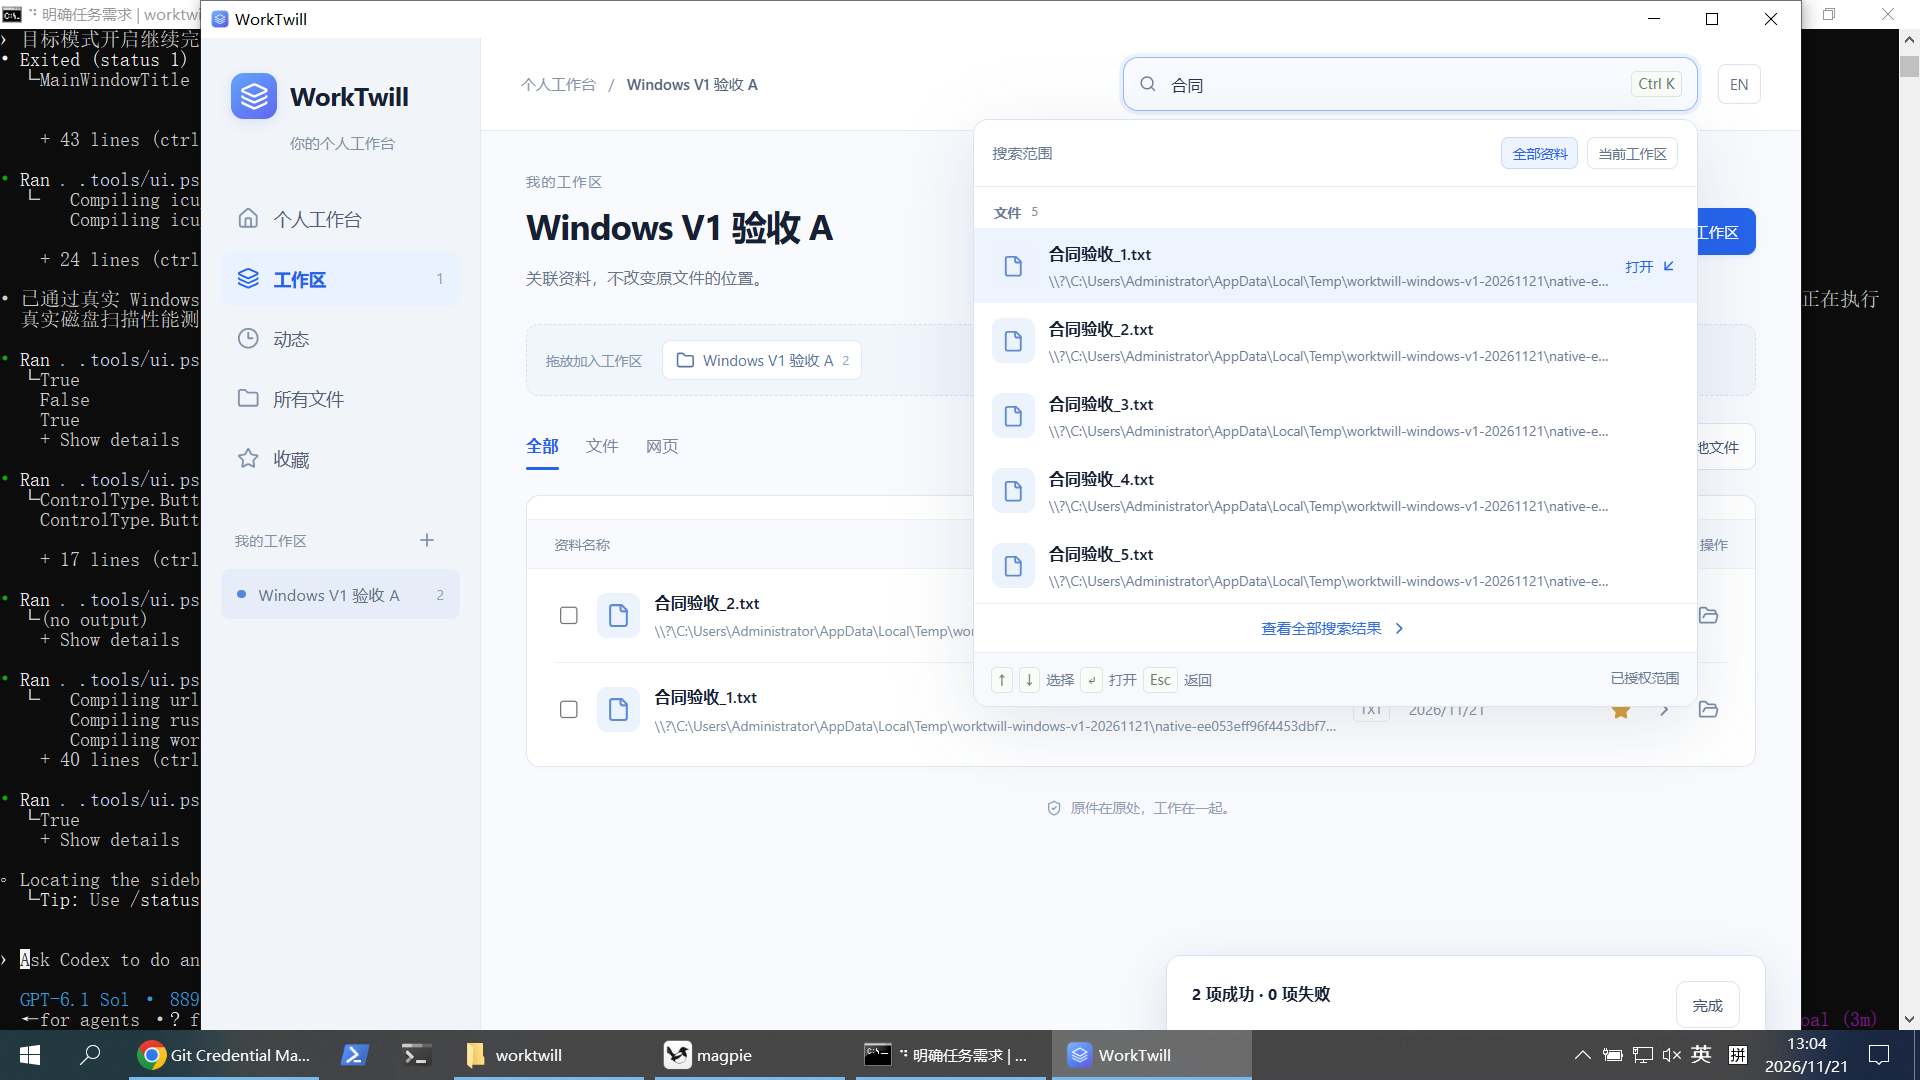 明确任务需求 | worktwi
› 目标模式开启继续完
• Exited (status 1)
└MainWindowTitle
+ 43 lines (ctrl
• Ran . .tools/ui.ps
└ Compiling icu
Compiling icu
+ 24 lines (ctrl
• 已通过真实 Windows
正在执行
真实磁盘扫描性能测
• Ran . .tools/ui.ps
└True
False
True
+ Show details
• Ran . .tools/ui.ps
└ControlType.Butt
ControlType.Butt
+ 17 lines (ctrl
• Ran . .tools/ui.ps
└(no output)
+ Show details
• Ran . .tools/ui.ps
└ Compiling url
Compiling rus
Compiling wor
+ 40 lines (ctrl
• Ran . .tools/ui.ps
└True
+ Show details
◦ Locating the sideb
└Tip: Use /status
› Ask Codex to do an
GPT-6.1 Sol • 889
←for agents • ? f
oal (3m)
WorkTwill
WorkTwill
你的个人工作台
个人工作台
工作区 1
动态
所有文件
收藏
我的工作区 +
Windows V1 验收 A 2
个人工作台 / Windows V1 验收 A
合同 Ctrl K
EN
我的工作区
Windows V1 验收 A
关联资料，不改变原文件的位置。
工作区
拖放加入工作区 Windows V1 验收 A 2
全部 文件 网页
地文件
资料名称 操作
合同验收_2.txt
\\?\C:\Users\Administrator\AppData\Local\Temp\wor
合同验收_1.txt
\\?\C:\Users\Administrator\AppData\Local\Temp\worktwill-windows-v1-20261121\native-ee053eff96f4453dbf7...
TXT 2026/11/21
原件在原处，工作在一起。
搜索范围 全部资料 当前工作区
文件 5
合同验收_1.txt
\\?\C:\Users\Administrator\AppData\Local\Temp\worktwill-windows-v1-20261121\native-e...
打开
合同验收_2.txt
\\?\C:\Users\Administrator\AppData\Local\Temp\worktwill-windows-v1-20261121\native-e...
合同验收_3.txt
\\?\C:\Users\Administrator\AppData\Local\Temp\worktwill-windows-v1-20261121\native-e...
合同验收_4.txt
\\?\C:\Users\Administrator\AppData\Local\Temp\worktwill-windows-v1-20261121\native-e...
合同验收_5.txt
\\?\C:\Users\Administrator\AppData\Local\Temp\worktwill-windows-v1-20261121\native-e...
查看全部搜索结果
↑ ↓ 选择 ↵ 打开 Esc 返回 已授权范围
2 项成功 · 0 项失败
完成
Git Credential Ma...
worktwill
magpie
明确任务需求 | ...
WorkTwill
英 拼
13:04
2026/11/21